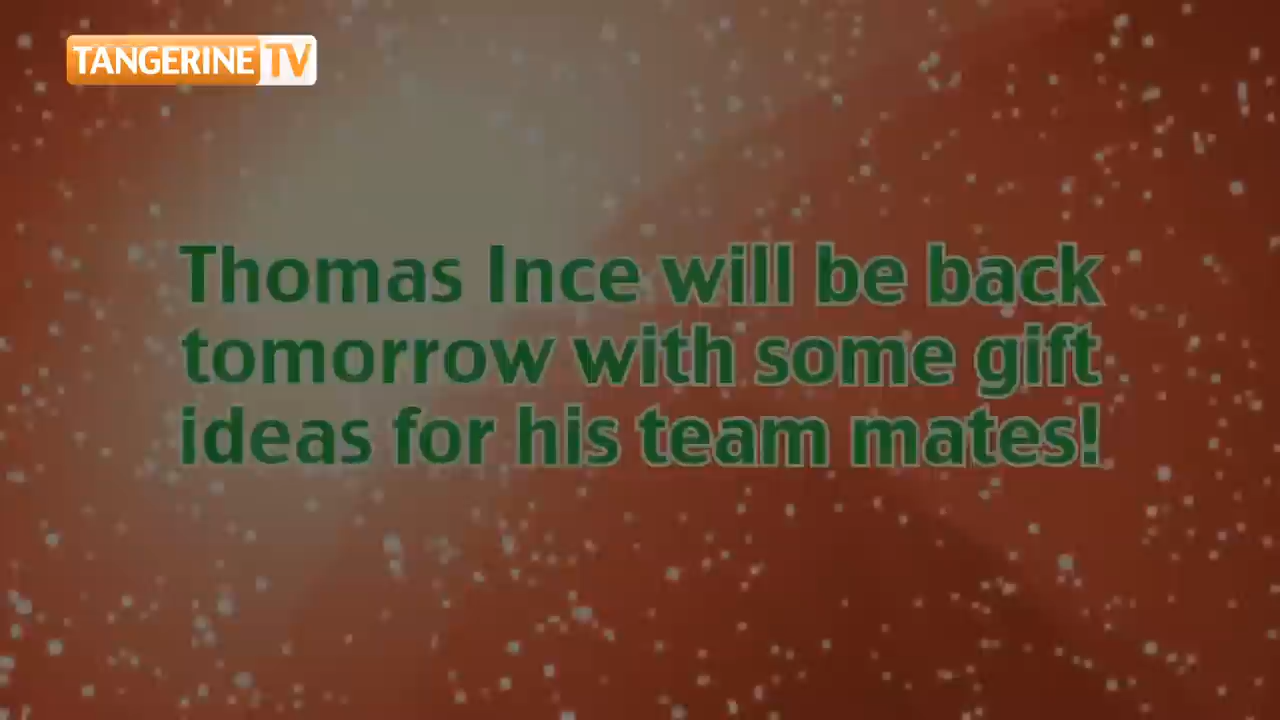 TANGERINE TV
Thomas Ince will be back
tomorrow with some gift
ideas for his team mates!